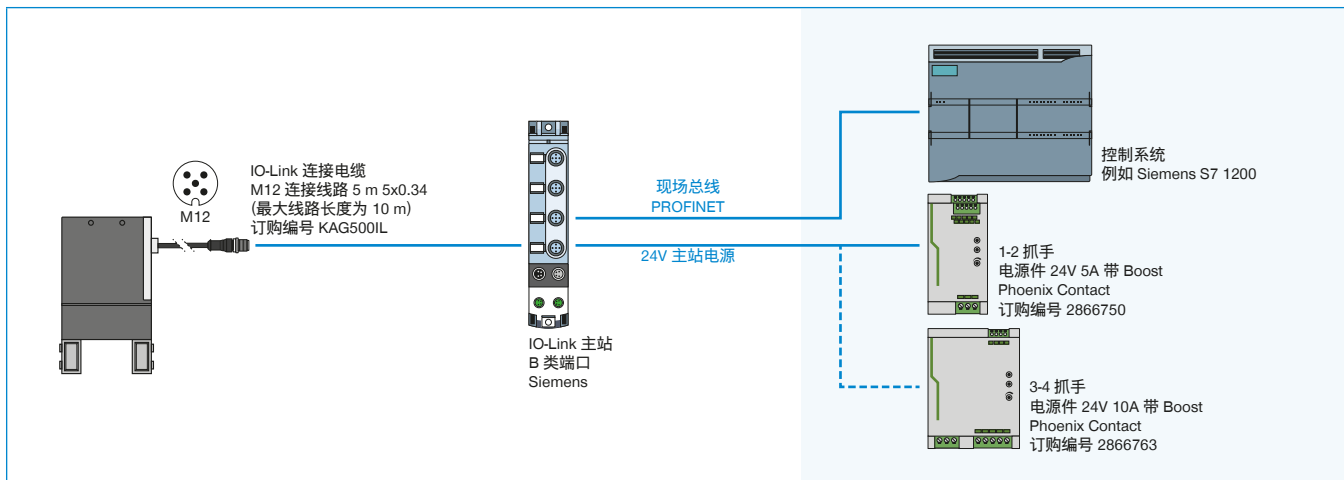 M12
IO-Link 连接电缆
M12 连接线路 5 m 5x0.34
(最大线路长度为 10 m)
订购编号 KAG500IL
IO-Link 主站
B 类端口
Siemens
现场总线
PROFINET
24V 主站电源
控制系统
例如 Siemens S7 1200
1-2 抓手
电源件 24V 5A 带 Boost
Phoenix Contact
订购编号 2866750
3-4 抓手
电源件 24V 10A 带 Boost
Phoenix Contact
订购编号 2866763